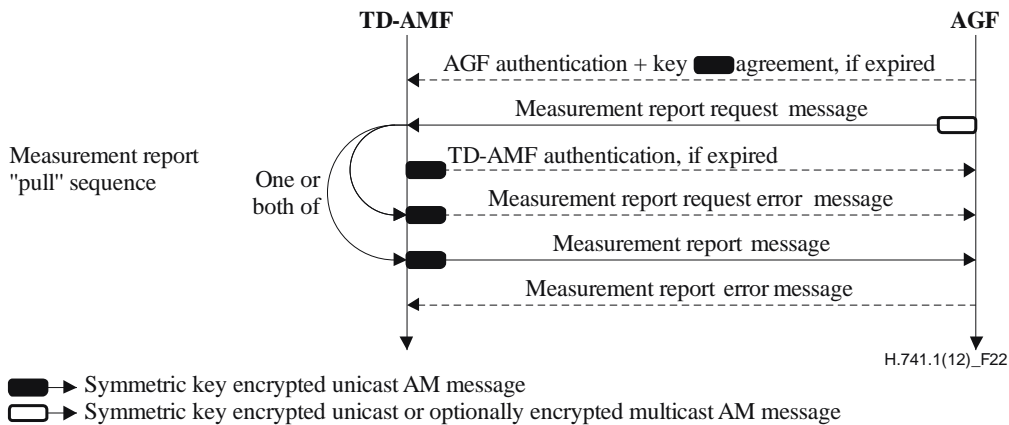 TD-AMF AGF
AGF authentication + key agreement, if expired
Measurement report request message
Measurement report
"pull" sequence
TD-AMF authentication, if expired
One or
both of
Measurement report request error message
Measurement report message
Measurement report error message
H.741.1(12)_F22
Symmetric key encrypted unicast AM message
Symmetric key encrypted unicast or optionally encrypted multicast AM message